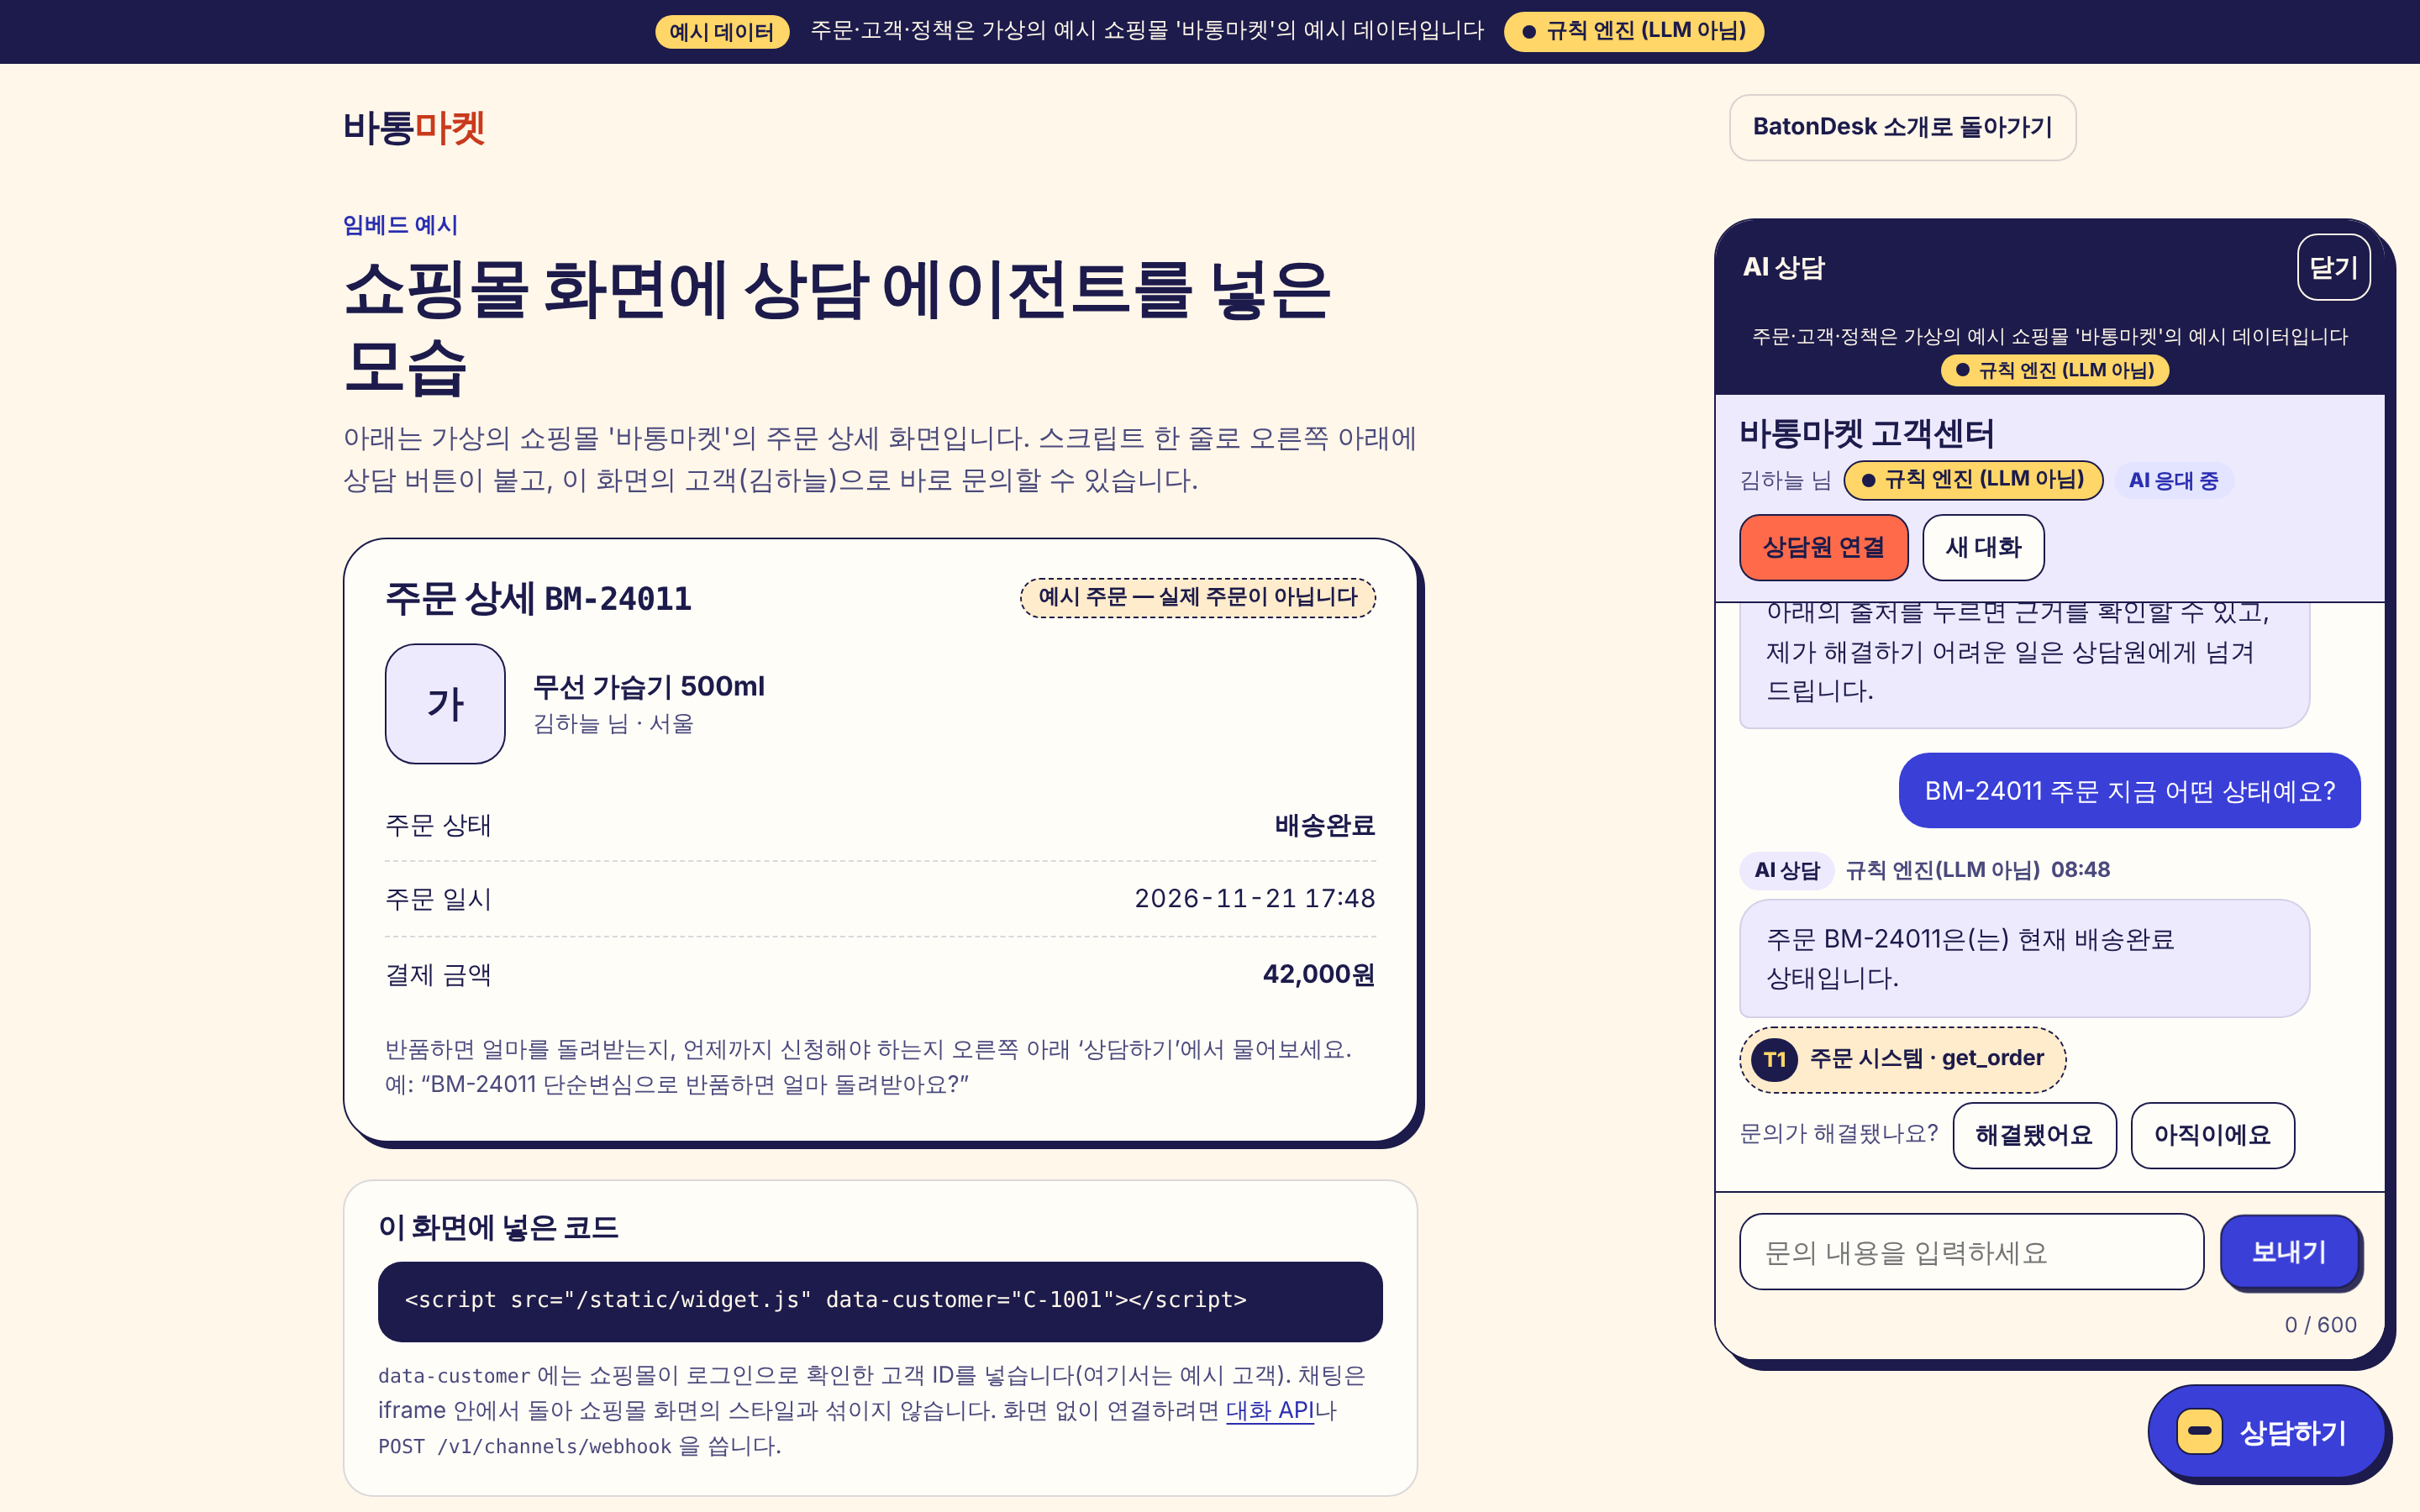 예시 데이터 주문·고객·정책은 가상의 예시 쇼핑몰 '바통마켓'의 예시 데이터입니다 규칙 엔진 (LLM 아님)
바통마켓
BatonDesk 소개로 돌아가기
임베드 예시
쇼핑몰 화면에 상담 에이전트를 넣은
모습
아래는 가상의 쇼핑몰 '바통마켓'의 주문 상세 화면입니다. 스크립트 한 줄로 오른쪽 아래에
상담 버튼이 붙고, 이 화면의 고객(김하늘)으로 바로 문의할 수 있습니다.
주문 상세 BM-24011
예시 주문 — 실제 주문이 아닙니다
가
무선 가습기 500ml
김하늘 님 · 서울
주문 상태 배송완료
주문 일시 2026-11-21 17:48
결제 금액 42,000원
반품하면 얼마를 돌려받는지, 언제까지 신청해야 하는지 오른쪽 아래 ‘상담하기’에서 물어보세요.
예: “BM-24011 단순변심으로 반품하면 얼마 돌려받아요?”
이 화면에 넣은 코드
<script src="/static/widget.js" data-customer="C-1001"></script>
data-customer 에는 쇼핑몰이 로그인으로 확인한 고객 ID를 넣습니다(여기서는 예시 고객). 채팅은
iframe 안에서 돌아 쇼핑몰 화면의 스타일과 섞이지 않습니다. 화면 없이 연결하려면 대화 API나
POST /v1/channels/webhook 을 씁니다.
AI 상담
닫기
주문·고객·정책은 가상의 예시 쇼핑몰 '바통마켓'의 예시 데이터입니다
규칙 엔진 (LLM 아님)
바통마켓 고객센터
김하늘 님 규칙 엔진 (LLM 아님) AI 응대 중
상담원 연결 새 대화
아래의 출처를 누르면 근거를 확인할 수 있고,
제가 해결하기 어려운 일은 상담원에게 넘겨
드립니다.
BM-24011 주문 지금 어떤 상태예요?
AI 상담 규칙 엔진(LLM 아님) 08:48
주문 BM-24011은(는) 현재 배송완료
상태입니다.
T1 주문 시스템 · get_order
문의가 해결됐나요? 해결됐어요 아직이에요
문의 내용을 입력하세요 보내기
0 / 600
상담하기